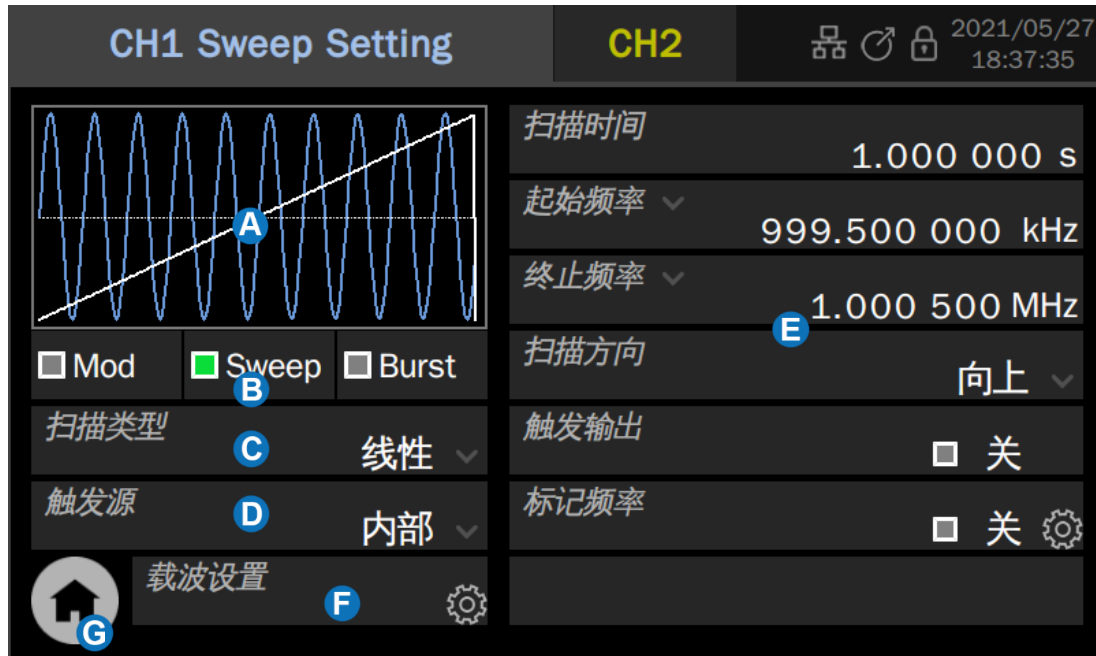 CH1 Sweep Setting
CH2
2021/05/27
18:37:35
A
Mod
Sweep
Burst
B
扫描类型
C
线性
触发源
D
内部
载波设置
F
G
扫描时间
1.000 000 s
起始频率
999.500 000 kHz
终止频率
1.000 500 MHz
E
扫描方向
向上
触发输出
关
标记频率
关